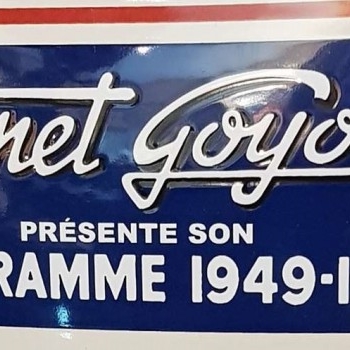 net Goyo
PRÉSENTE SON
RAMME 1949-1